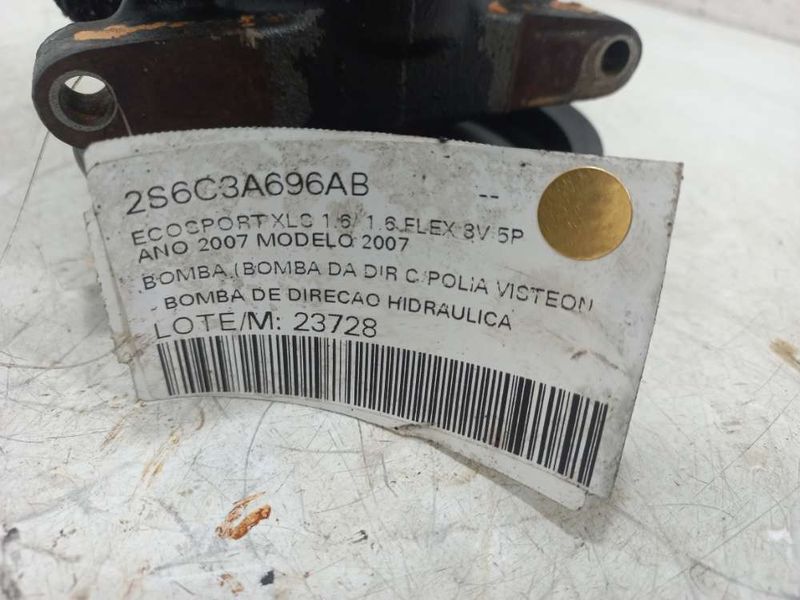 2S6C3A696AB --
ECOSPORT XLS 1.6/ 1.6 FLEX 8V 5P
ANO 2007 MODELO 2007
BOMBA (BOMBA DA DIR C/POLIA VISTEON
- BOMBA DE DIRECAO HIDRAULICA
LOTE/M: 23728